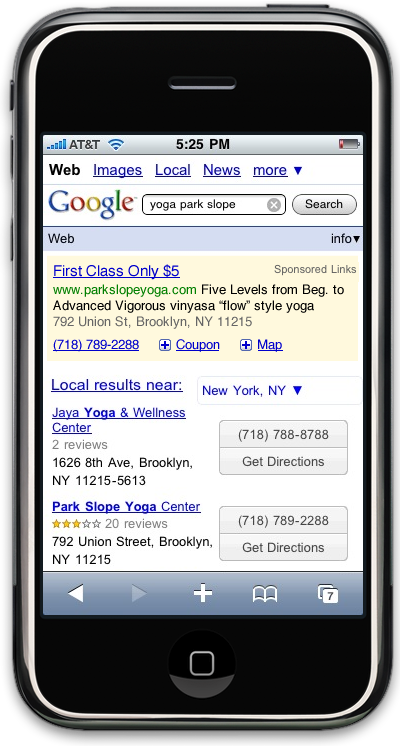 AT&T 5:25 PM
Web Images Local News more ▼
Google yoga park slope Search
Web info▾
First Class Only $5 Sponsored Links
www.parkslopeyoga.com Five Levels from Beg. to
Advanced Vigorous vinyasa “flow” style yoga
792 Union St, Brooklyn, NY 11215
(718) 789-2288 Coupon Map
Local results near: New York, NY ▼
Jaya Yoga & Wellness
Center
2 reviews
1626 8th Ave, Brooklyn,
NY 11215-5613
(718) 788-8788
Get Directions
Park Slope Yoga Center
20 reviews
792 Union Street, Brooklyn,
NY 11215
(718) 789-2288
Get Directions
7